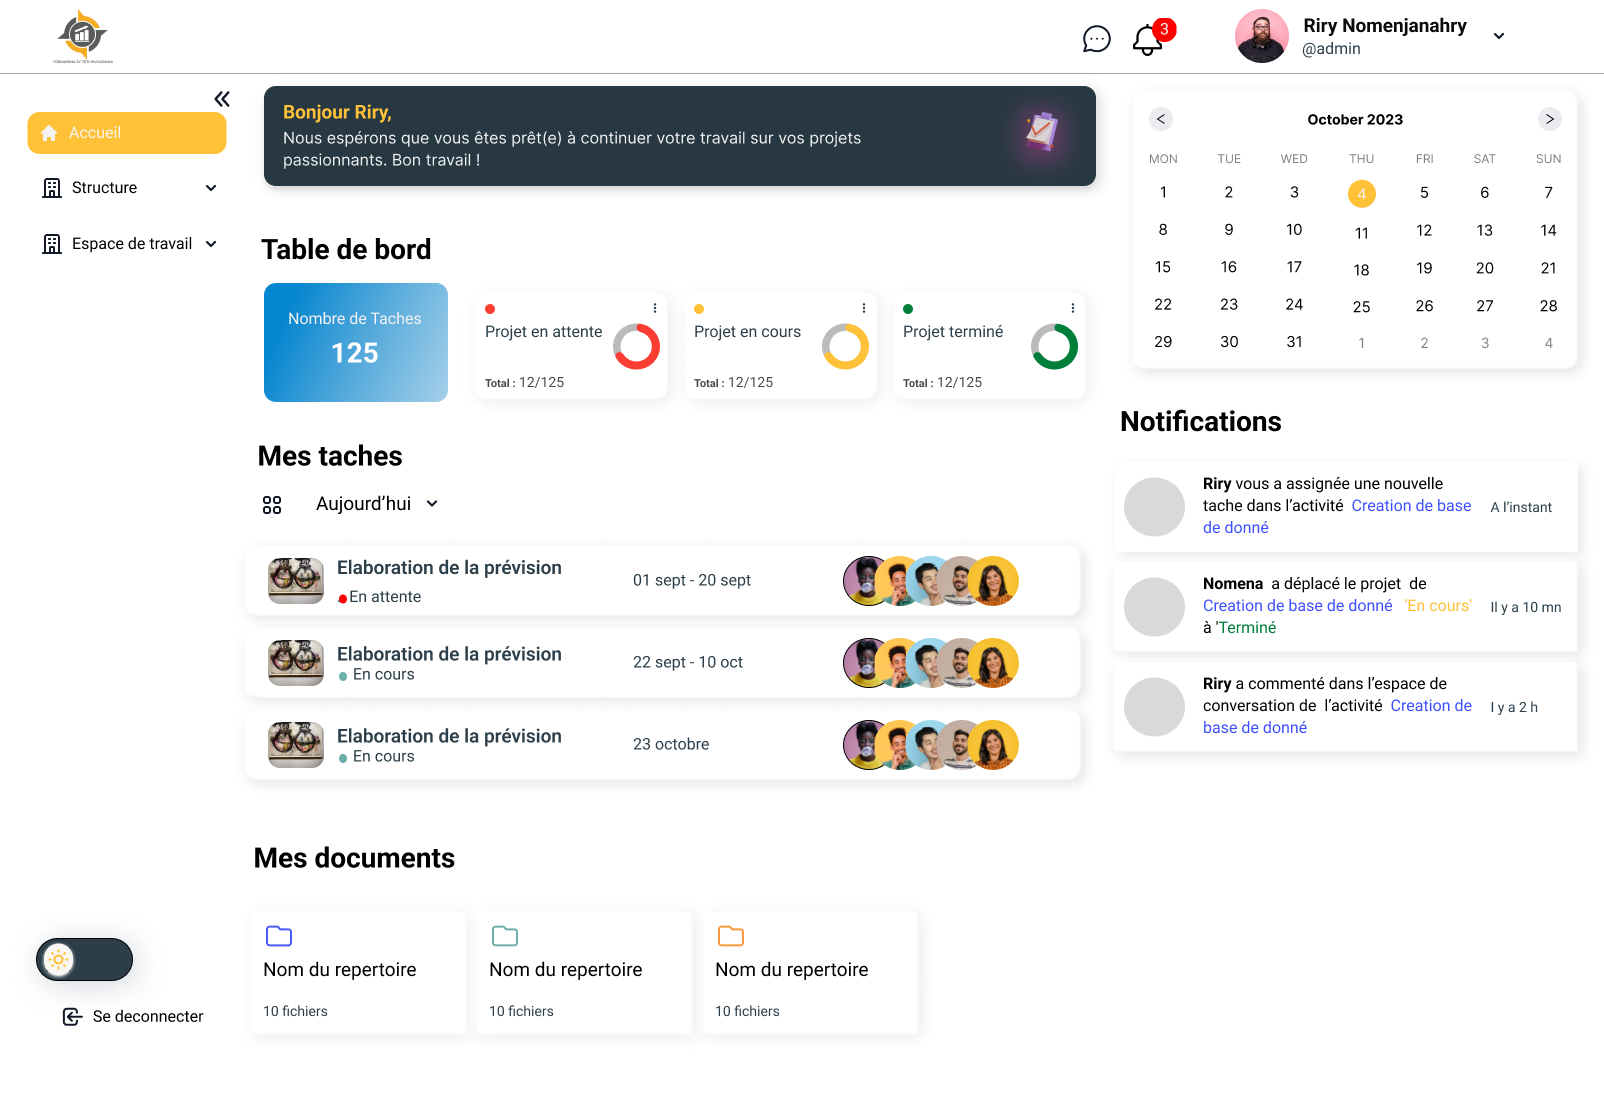 3
Riry Nomenjanahry
@admin
Accueil
Structure
Espace de travail
Bonjour Riry,
Nous espérons que vous êtes prêt(e) à continuer votre travail sur vos projets
passionnants. Bon travail !
Table de bord
Nombre de Taches
125
Projet en attente
Total : 12/125
Projet en cours
Total : 12/125
Projet terminé
Total : 12/125
Mes taches
Aujourd’hui
Elaboration de la prévision
En attente
01 sept - 20 sept
Elaboration de la prévision
En cours
22 sept - 10 oct
Elaboration de la prévision
En cours
23 octobre
Mes documents
Nom du repertoire
10 fichiers
Nom du repertoire
10 fichiers
Nom du repertoire
10 fichiers
< October 2023 >
MON TUE WED THU FRI SAT SUN
1 2 3 4 5 6 7
8 9 10 11 12 13 14
15 16 17 18 19 20 21
22 23 24 25 26 27 28
29 30 31 1 2 3 4
Notifications
Riry vous a assignée une nouvelle
tache dans l’activité Creation de base
de donné
A l’instant
Nomena a déplacé le projet de
Creation de base de donné 'En cours'
à 'Terminé
Il y a 10 mn
Riry a commenté dans l’espace de
conversation de l’activité Creation de
base de donné
I y a 2 h
Se deconnecter